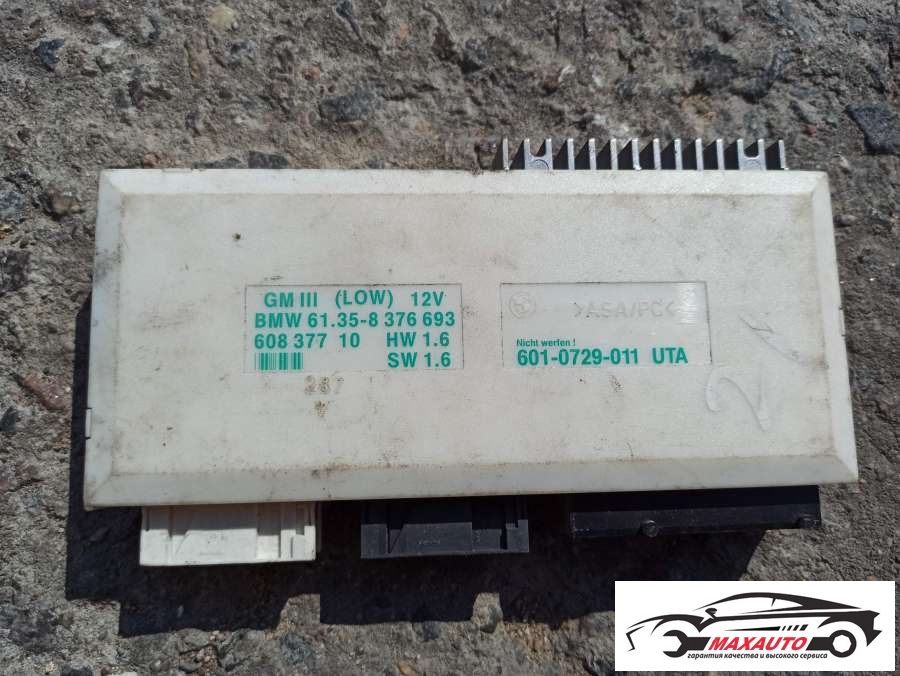 GM III (LOW) 12V
BMW 61.35-8 376 693
608 377 10 HW 1.6
SW 1.6
>ASA/PC<
Nicht werfen !
601-0729-011 UTA
287
MAXAUTO
гарантия качества и высокого сервиса